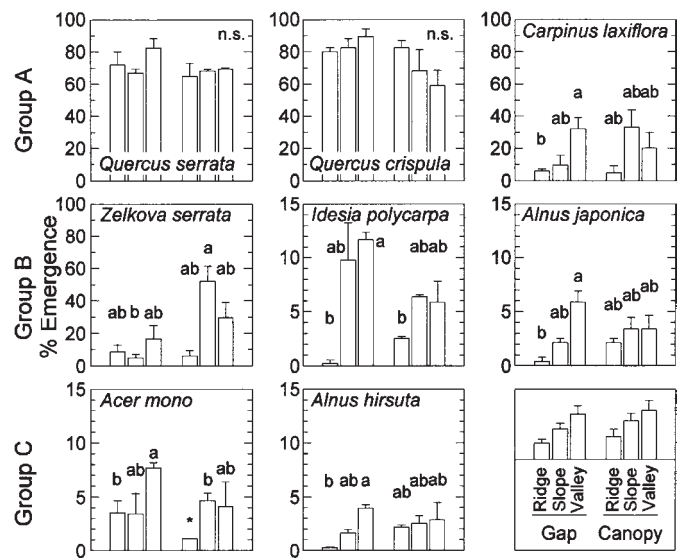 Group A
100
80
60
40
20
0
n.s.
Quercus serrata
100
80
60
40
20
0
n.s.
Quercus crispula
100
80
60
40
20
0
Carpinus laxiflora
b ab a ab ab ab
Group B
% Emergence
100
80
60
40
20
0
Zelkova serrata
ab b ab ab a ab
15
10
5
0
Idesia polycarpa
b ab a b ab ab
15
10
5
0
Alnus japonica
b ab a ab ab ab
Group C
15
10
5
0
Acer mono
b ab a * b ab
15
10
5
0
Alnus hirsuta
b ab a ab ab ab
Ridge Slope Valley Ridge Slope Valley
Gap Canopy